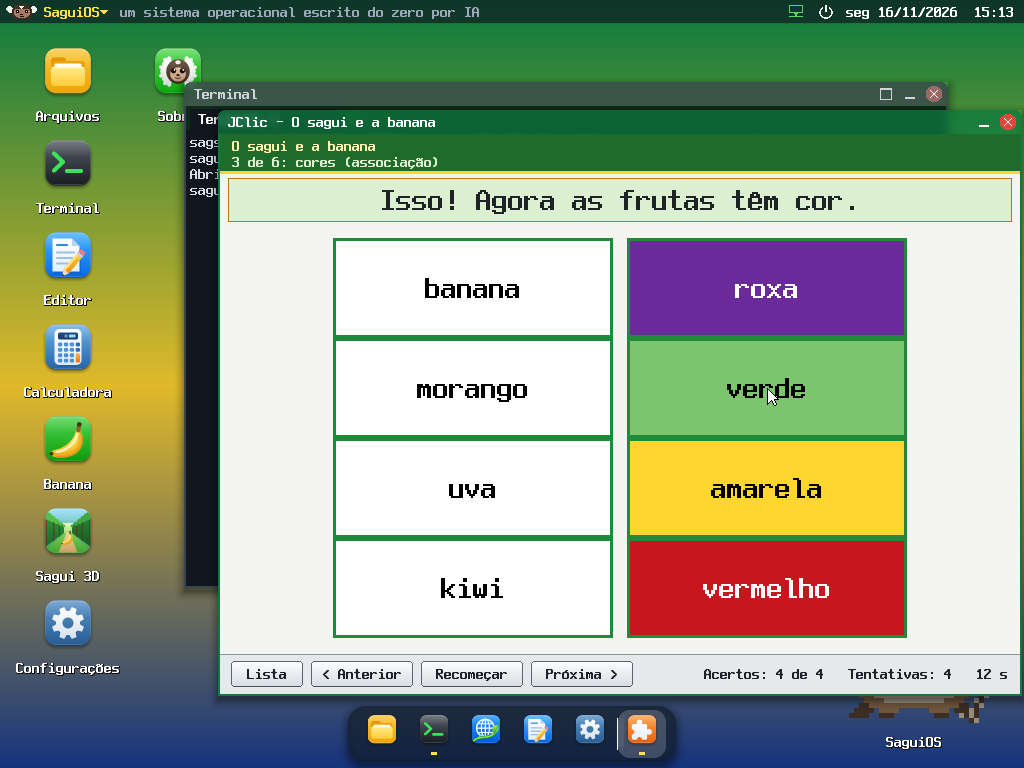 SaguiOS▾ um sistema operacional escrito do zero por IA
seg 16/11/2026 15:13
Arquivos
Terminal
Editor
Calculadora
Banana
Sagui 3D
Configurações
Terminal
JClic - O sagui e a banana
O sagui e a banana
3 de 6: cores (associação)
Isso! Agora as frutas têm cor.
banana
roxa
morango
verde
uva
amarela
kiwi
vermelho
Lista
< Anterior
Recomeçar
Próxima >
Acertos: 4 de 4
Tentativas: 4
12 s
SaguiOS